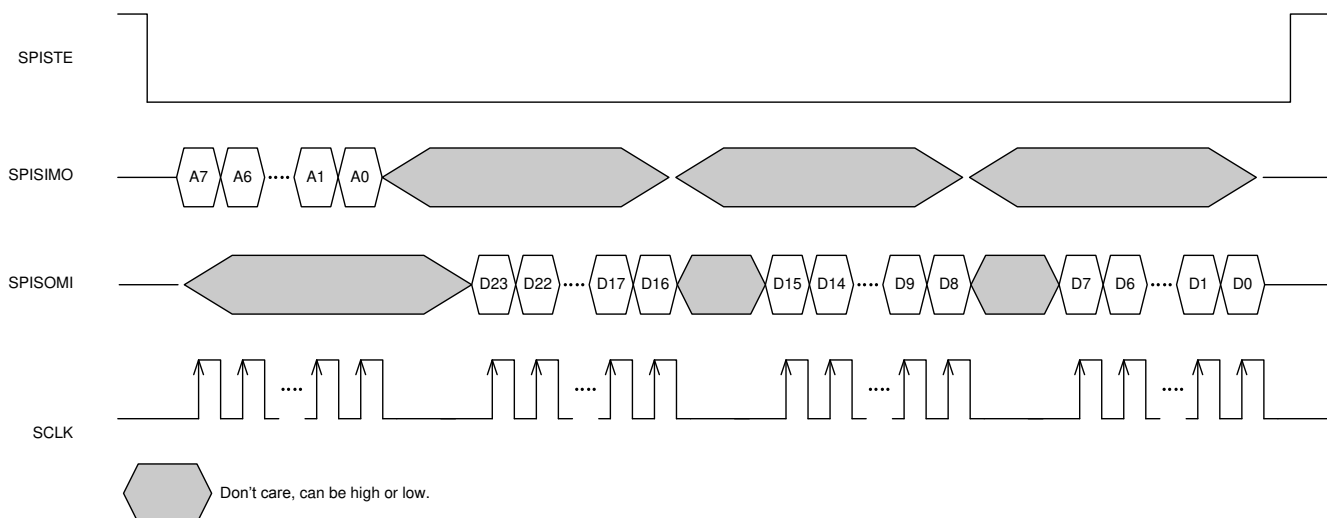 SPISTE
SPISIMO
A7 A6 .... A1 A0
SPISOMI
D23 D22 .... D17 D16 D15 D14 .... D9 D8 D7 D6 .... D1 D0
SCLK
.... .... .... ....
Don't care, can be high or low.